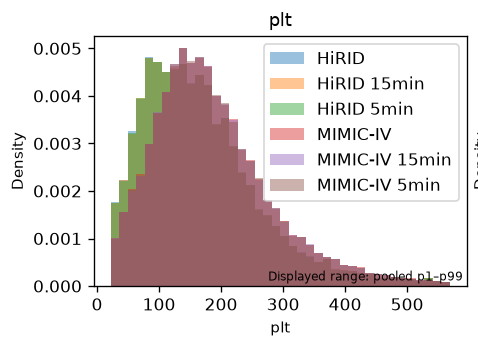 plt
0.005
0.004
0.003
0.002
0.001
0.000
Density
HiRID
HiRID 15min
HiRID 5min
MIMIC-IV
MIMIC-IV 15min
MIMIC-IV 5min
Displayed range: pooled p1–p99
0 100 200 300 400 500
plt